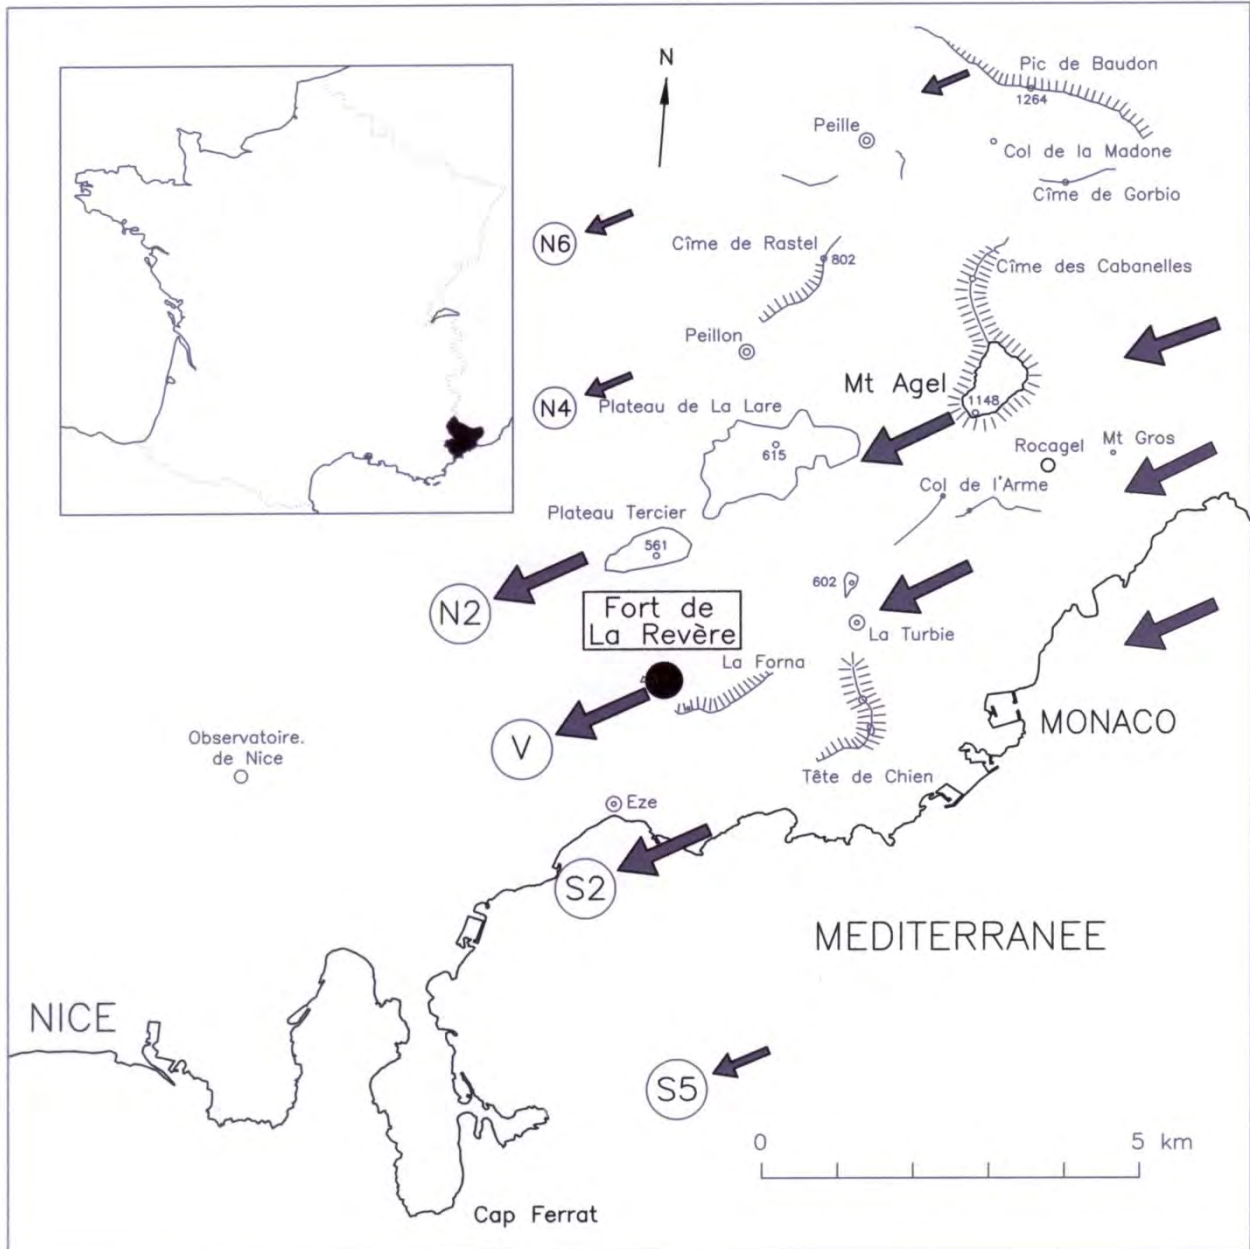 N
Pic de Baudon
1264
Peille
Col de la Madone
Cîme de Gorbio
N6
Cîme de Rastel
802
Cîme des Cabanelles
Peillon
Mt Agel
N4
Plateau de La Lare
1148
615
Rocagel
Mt Gros
Col de l'Arme
Plateau Tercier
561
602
N2
Fort de
La Revère
La Turbie
La Forna
MONACO
Observatoire.
de Nice
V
Tête de Chien
Eze
S2
MEDITERRANEE
NICE
S5
0
5 km
Cap Ferrat